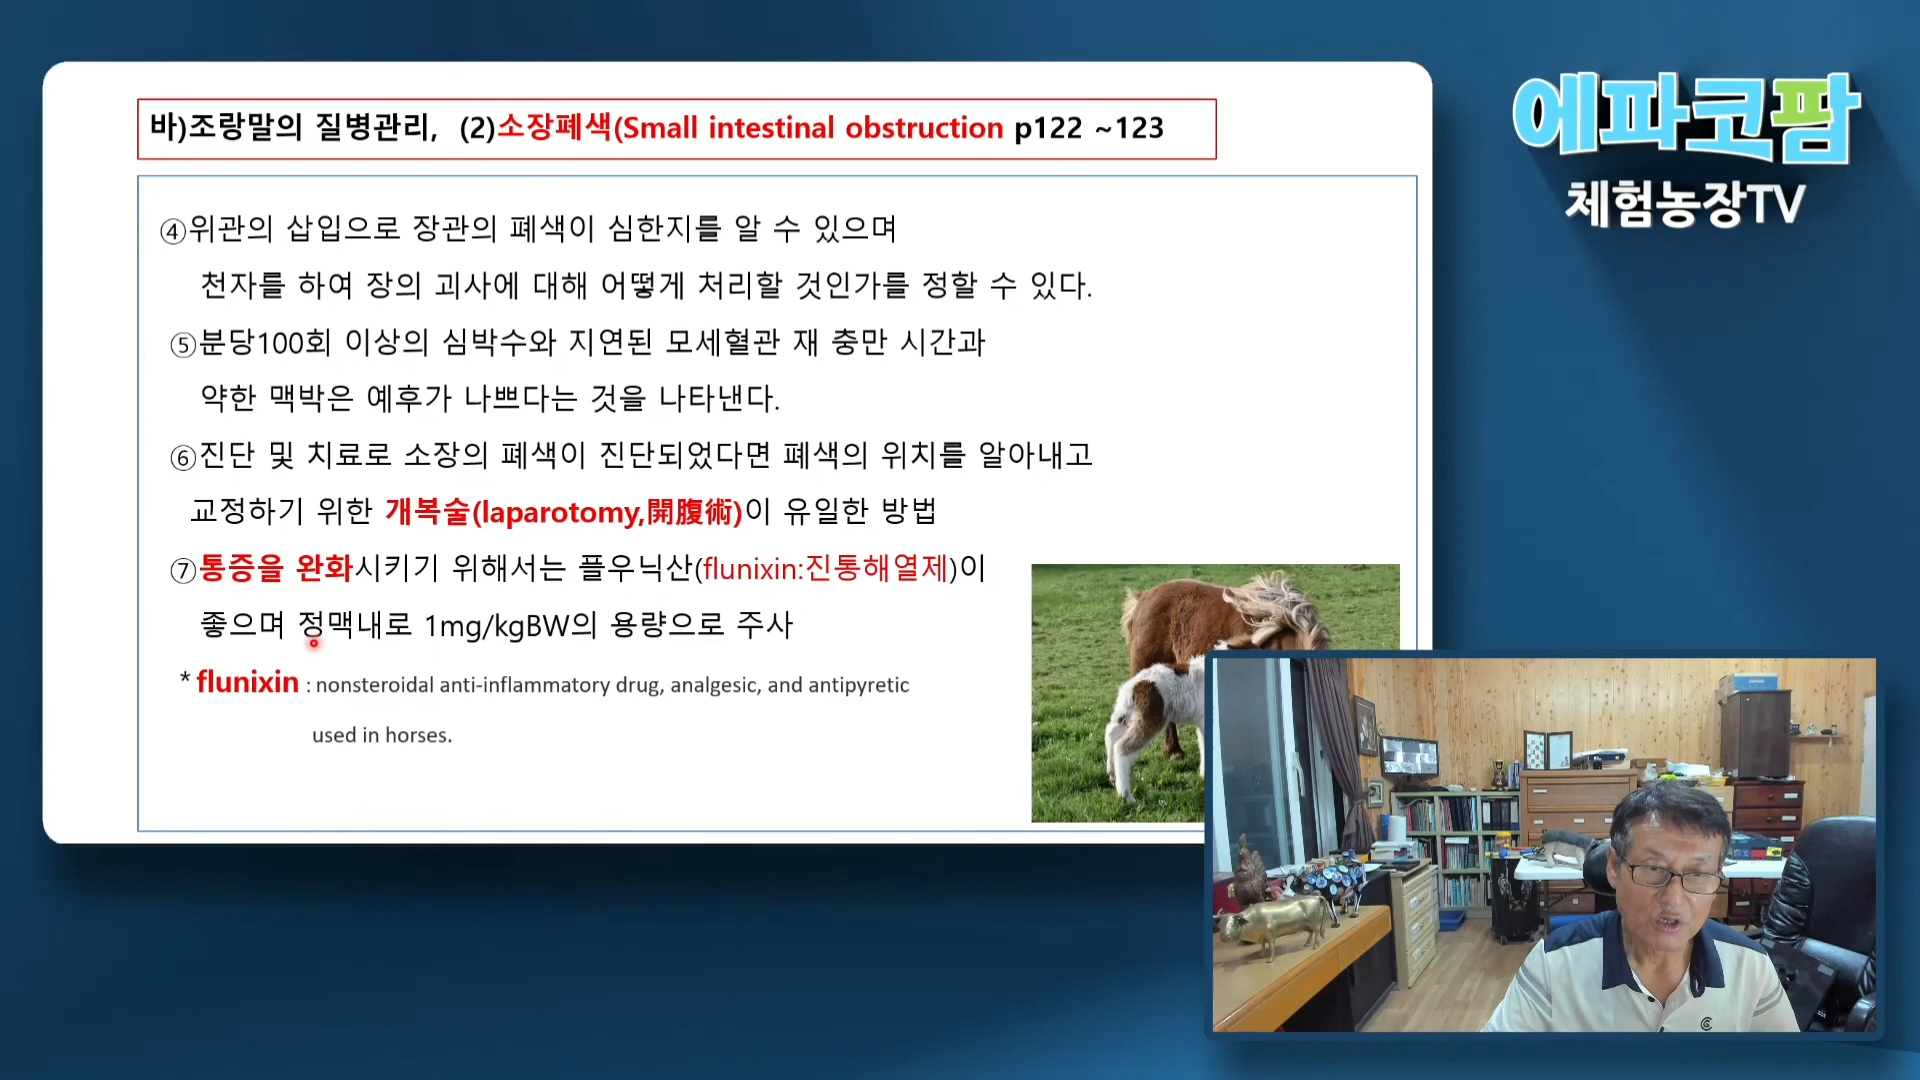 바)조랑말의 질병관리,  (2)소장폐색(Small intestinal obstruction p122 ~123
에파코팜
체험농장TV
④위관의 삽입으로 장관의 폐색이 심한지를 알 수 있으며
천자를 하여 장의 괴사에 대해 어떻게 처리할 것인가를 정할 수 있다.
⑤분당100회 이상의 심박수와 지연된 모세혈관 재 충만 시간과
약한 맥박은 예후가 나쁘다는 것을 나타낸다.
⑥진단 및 치료로 소장의 폐색이 진단되었다면 폐색의 위치를 알아내고
교정하기 위한 개복술(laparotomy,開腹術)이 유일한 방법
⑦통증을 완화시키기 위해서는 플우닉산(flunixin:진통해열제)이
좋으며 정맥내로 1mg/kgBW의 용량으로 주사
* flunixin : nonsteroidal anti-inflammatory drug, analgesic, and antipyretic
used in horses.